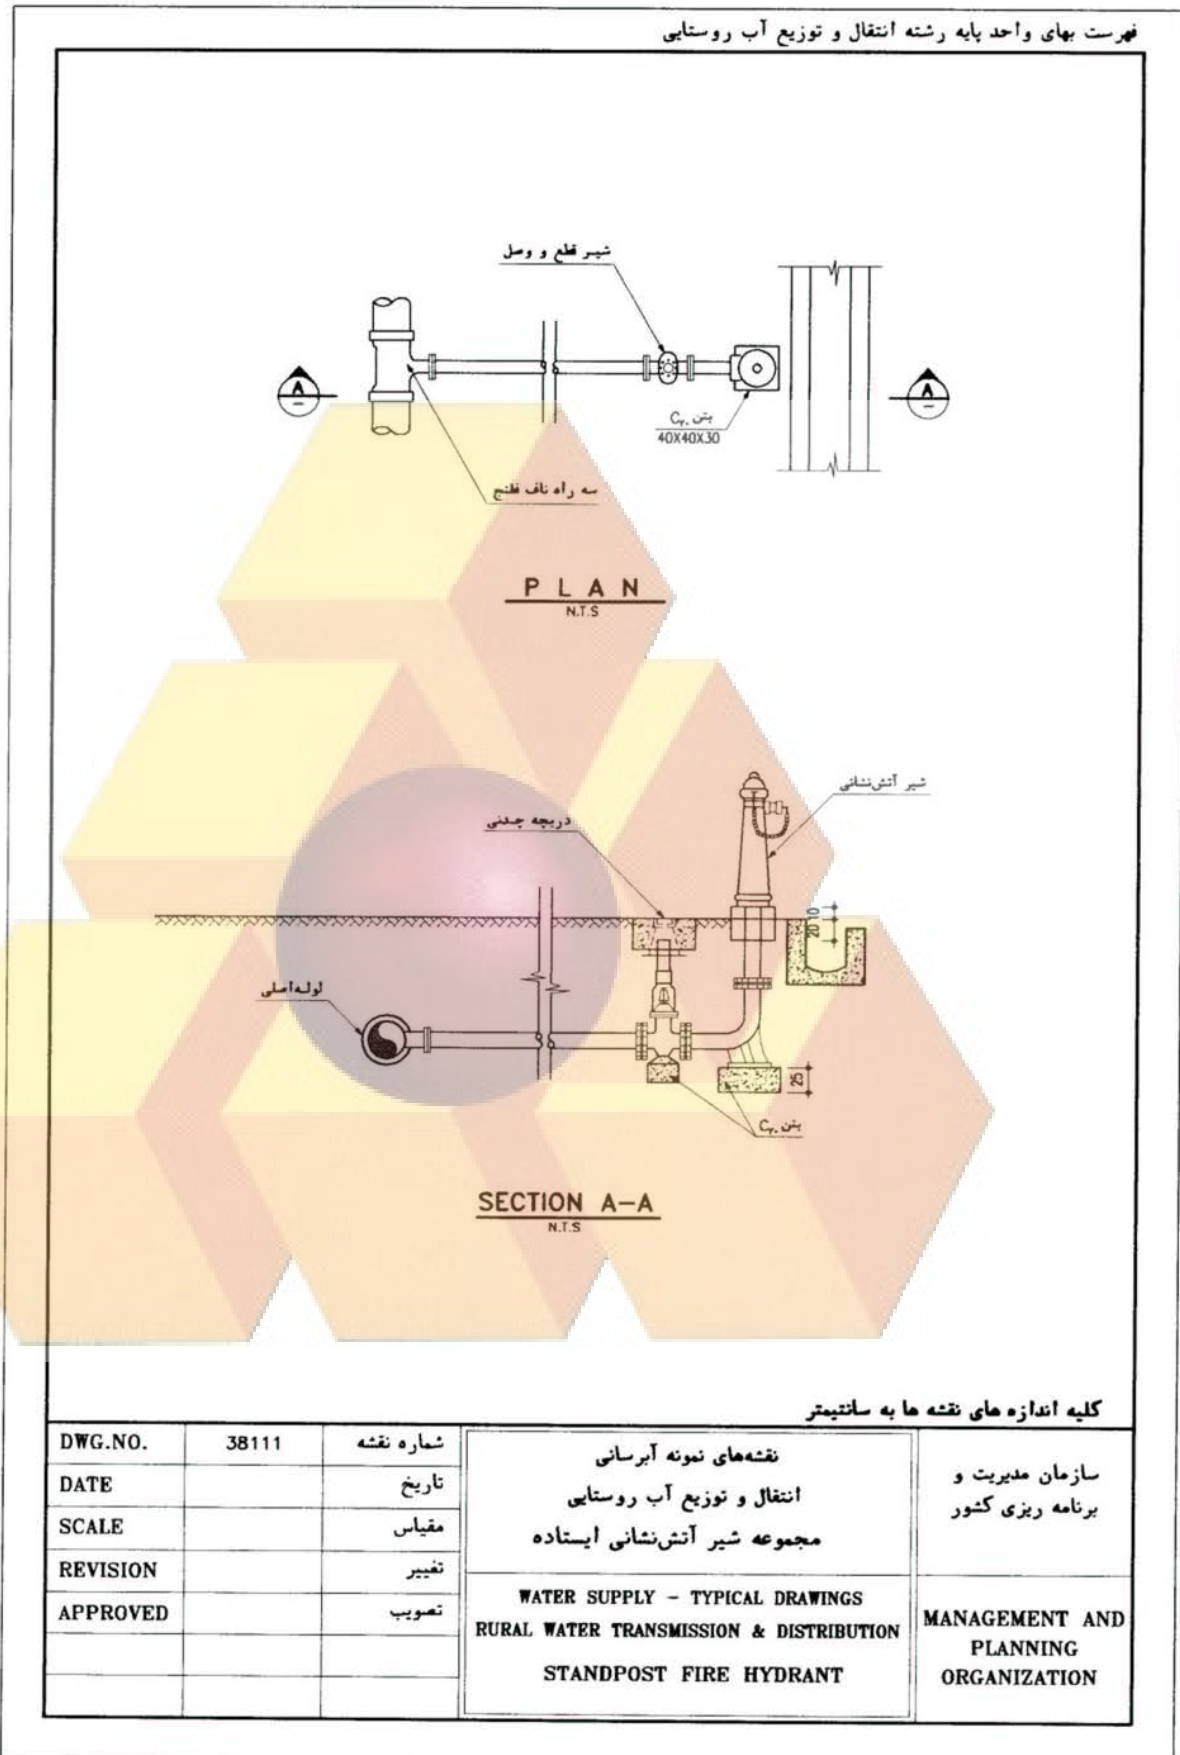 فهرست بهای واحد پایه رشته انتقال و توزیع آب روستایی
شیر قطع و وصل
A
A
بتن C۲۰
40X40X30
سه راه ناف فلنج
PLAN
N.T.S
شیر آتش‌نشانی
دریچه چدنی
10
20
لوله‌اصلی
25
بتن C۲۰
SECTION A-A
N.T.S
کلیه اندازه های نقشه ها به سانتیمتر
DWG.NO. 38111 شماره نقشه
DATE تاریخ
SCALE مقیاس
REVISION تغییر
APPROVED تصویب
نقشه‌های نمونه آبرسانی
انتقال و توزیع آب روستایی
مجموعه شیر آتش‌نشانی ایستاده
WATER SUPPLY - TYPICAL DRAWINGS
RURAL WATER TRANSMISSION & DISTRIBUTION
STANDPOST FIRE HYDRANT
سازمان مدیریت و
برنامه ریزی کشور
MANAGEMENT AND
PLANNING
ORGANIZATION